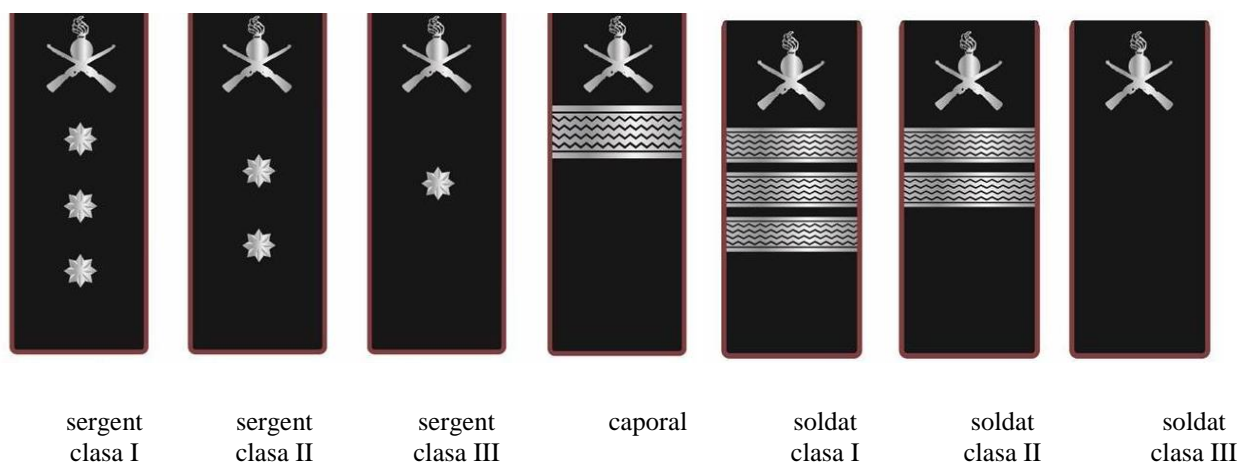 sergent
clasa I
sergent
clasa II
sergent
clasa III
caporal
soldat
clasa I
soldat
clasa II
soldat
clasa III